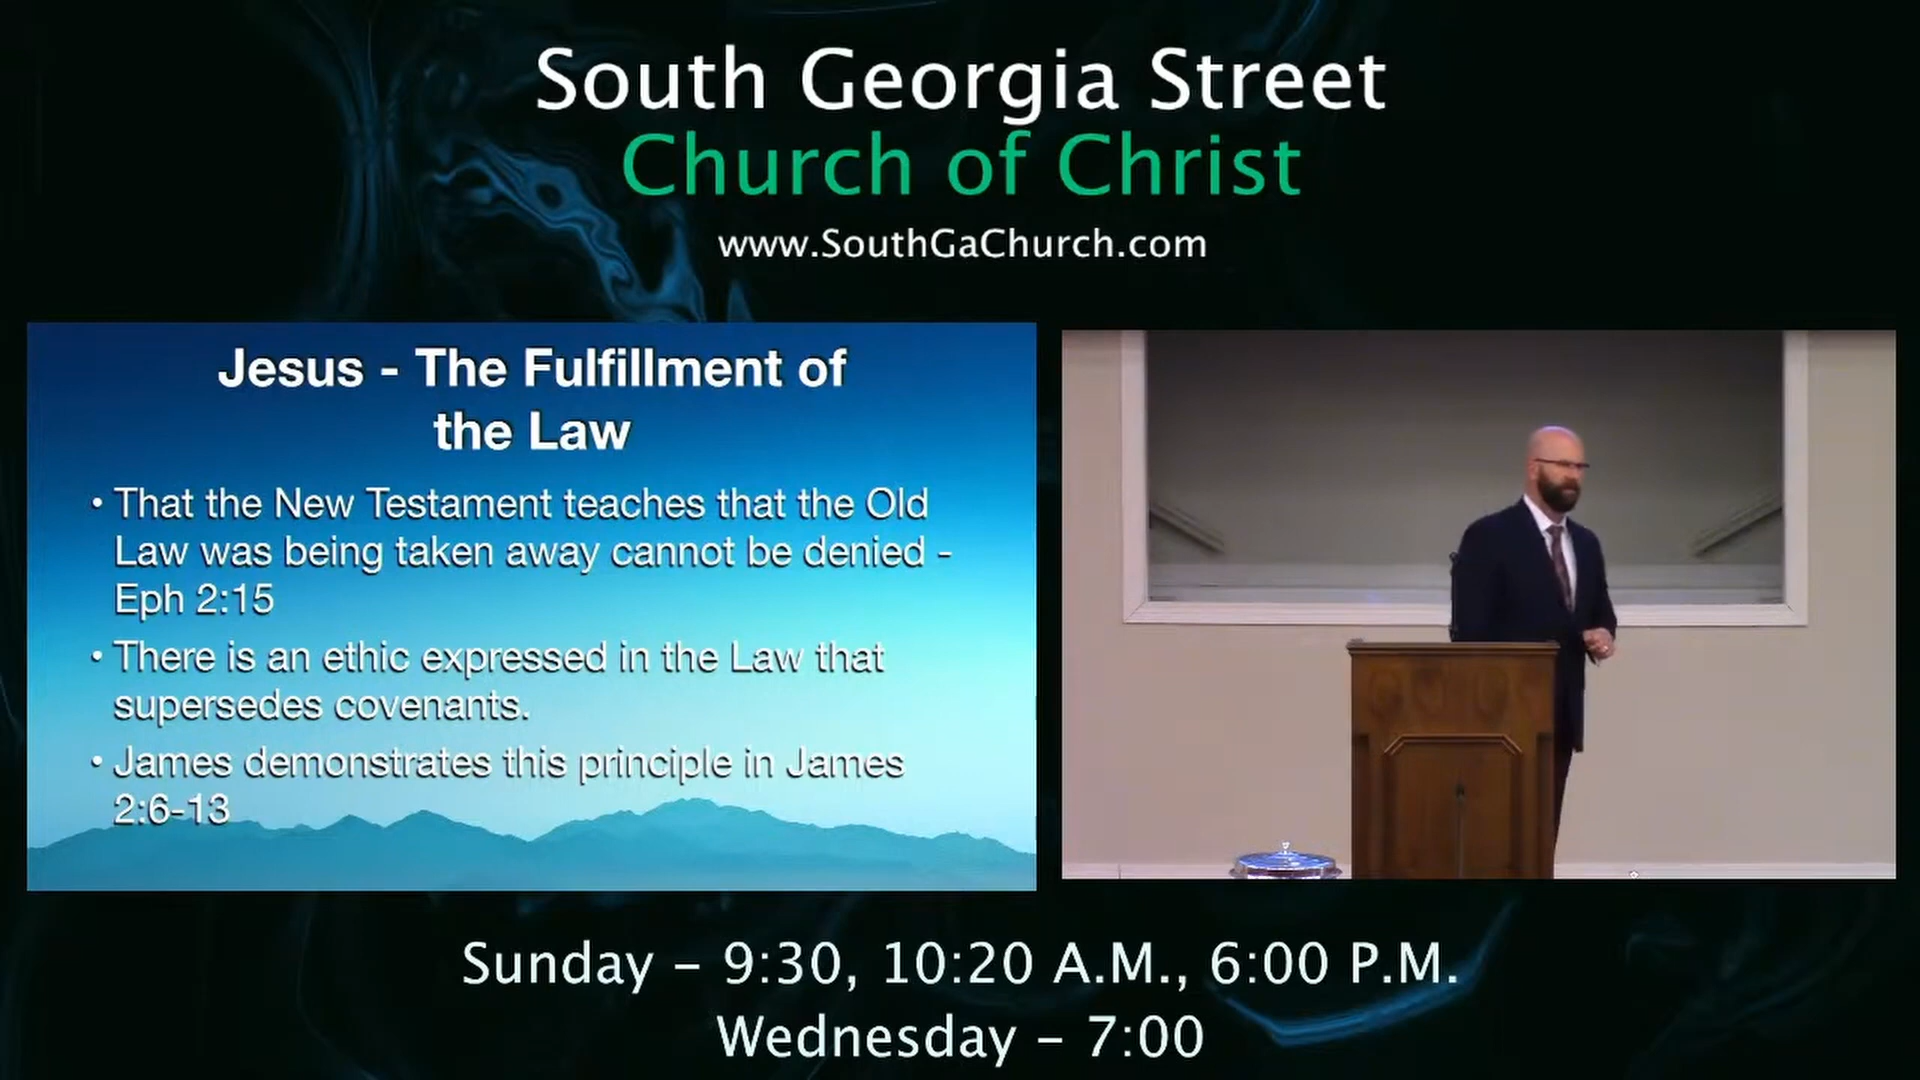 South Georgia Street
Church of Christ
www.SouthGaChurch.com
Jesus - The Fulfillment of
the Law
• That the New Testament teaches that the Old
Law was being taken away cannot be denied -
Eph 2:15
• There is an ethic expressed in the Law that
supersedes covenants.
• James demonstrates this principle in James
2:6-13
Sunday – 9:30, 10:20 A.M., 6:00 P.M.
Wednesday – 7:00